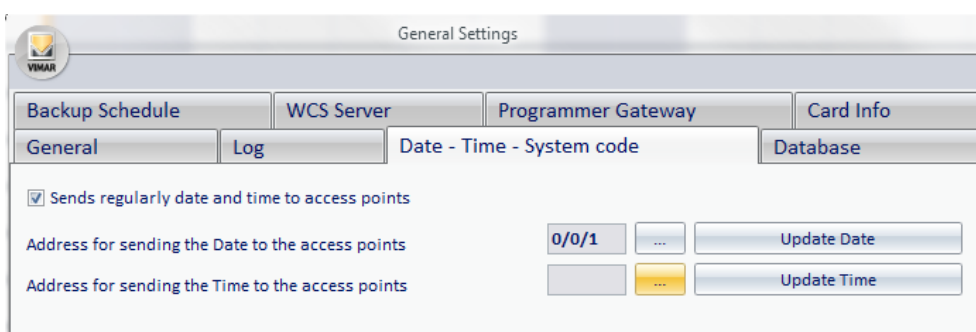 General Settings
VIMAR
Backup Schedule WCS Server Programmer Gateway Card Info
General Log Date - Time - System code Database
Sends regularly date and time to access points
Address for sending the Date to the access points 0/0/1 ... Update Date
Address for sending the Time to the access points ... Update Time